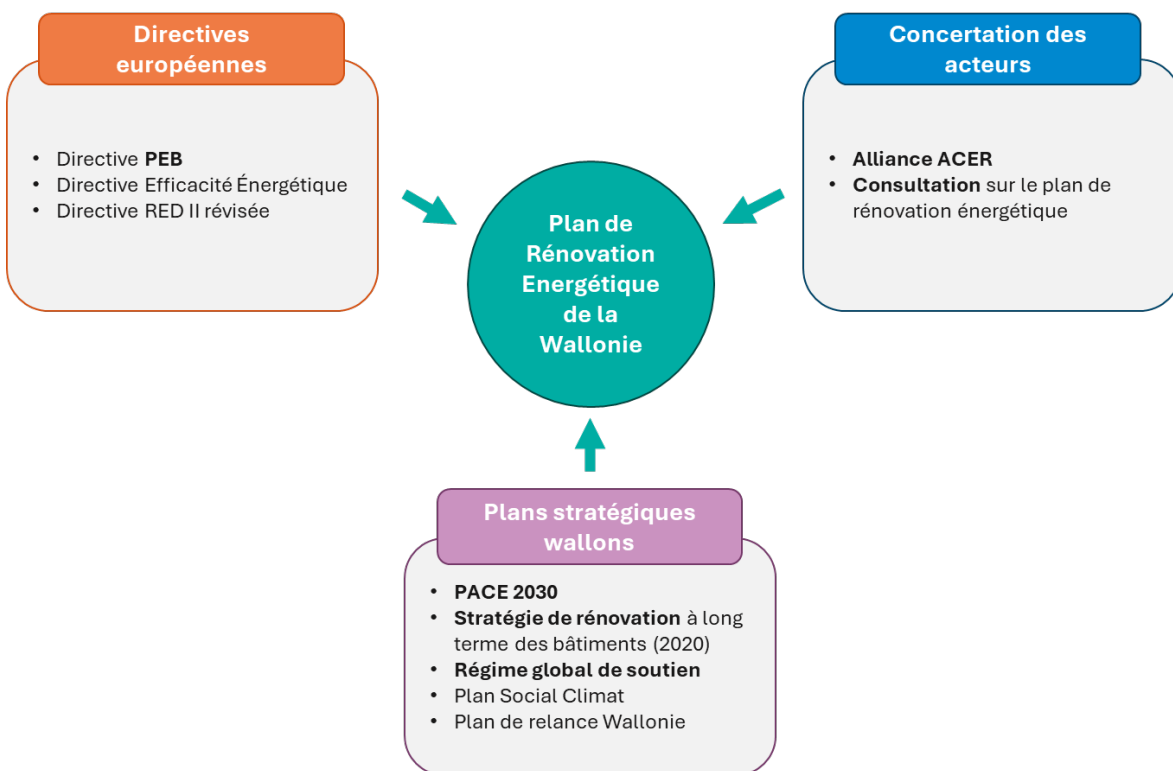 Directives
européennes
• Directive PEB
• Directive Efficacité Énergétique
• Directive RED II révisée
Concertation des
acteurs
• Alliance ACER
• Consultation sur le plan de
rénovation énergétique
Plan de
Rénovation
Energétique
de la
Wallonie
Plans stratégiques
wallons
• PACE 2030
• Stratégie de rénovation à long
terme des bâtiments (2020)
• Régime global de soutien
• Plan Social Climat
• Plan de relance Wallonie